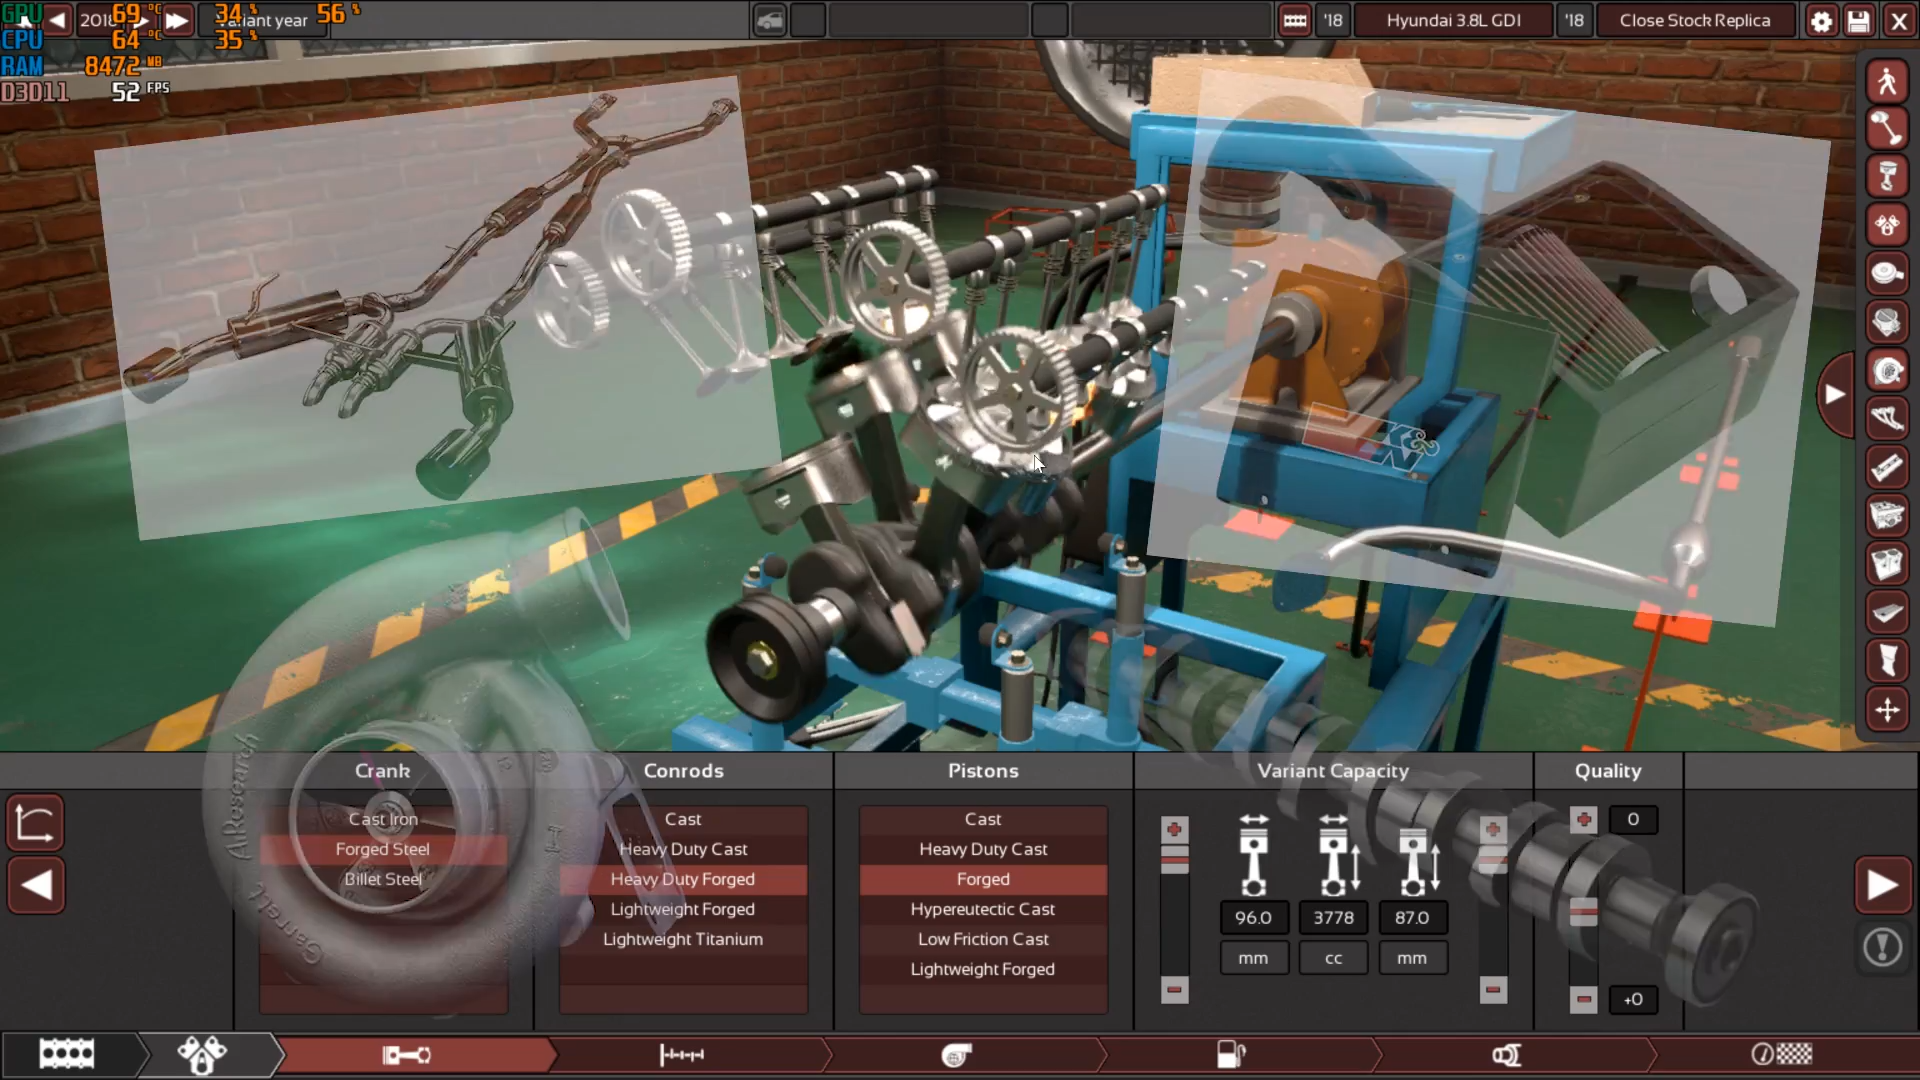 GPU 69 °C 34 % 56 %
CPU 64 °C 35 %
RAM 8472 MB
D3D11 52 FPS
2018 Variant year
'18 Hyundai 3.8L GDI '18 Close Stock Replica
K&N
AiResearch
Garrett
Crank
Cast Iron
Forged Steel
Billet Steel
Conrods
Cast
Heavy Duty Cast
Heavy Duty Forged
Lightweight Forged
Lightweight Titanium
Pistons
Cast
Heavy Duty Cast
Forged
Hypereutectic Cast
Low Friction Cast
Lightweight Forged
Variant Capacity
96.0 3778 87.0
mm cc mm
Quality
0
+0